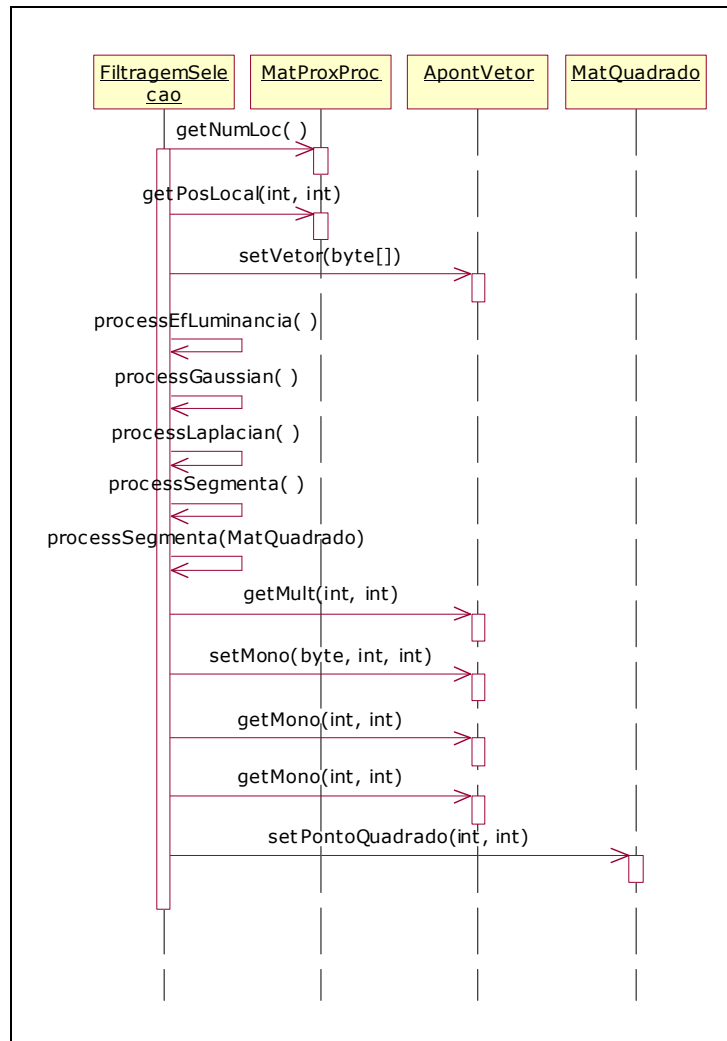 FiltragemSele
cao
MatProxProc
ApontVetor
MatQuadrado
getNumLoc( )
getPosLocal(int, int)
setVetor(byte[])
processEfLuminancia( )
processGaussian( )
processLaplacian( )
processSegmenta( )
processSegmenta(MatQuadrado)
getMult(int, int)
setMono(byte, int, int)
getMono(int, int)
getMono(int, int)
setPontoQuadrado(int, int)